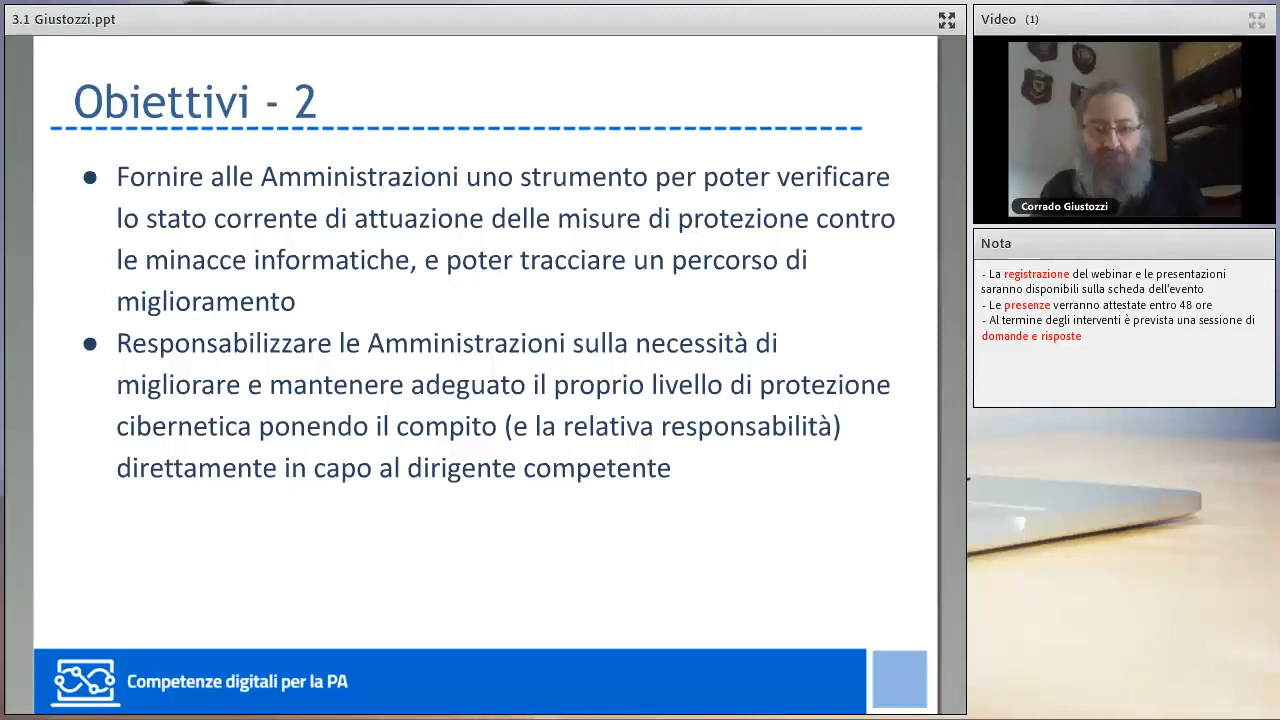 3.1 Giustozzi.ppt
Obiettivi - 2
● Fornire alle Amministrazioni uno strumento per poter verificare
lo stato corrente di attuazione delle misure di protezione contro
le minacce informatiche, e poter tracciare un percorso di
miglioramento
● Responsabilizzare le Amministrazioni sulla necessità di
migliorare e mantenere adeguato il proprio livello di protezione
cibernetica ponendo il compito (e la relativa responsabilità)
direttamente in capo al dirigente competente
Competenze digitali per la PA
Video (1)
Corrado Giustozzi
Nota
- La registrazione del webinar e le presentazioni
saranno disponibili sulla scheda dell'evento
- Le presenze verranno attestate entro 48 ore
- Al termine degli interventi è prevista una sessione di
domande e risposte